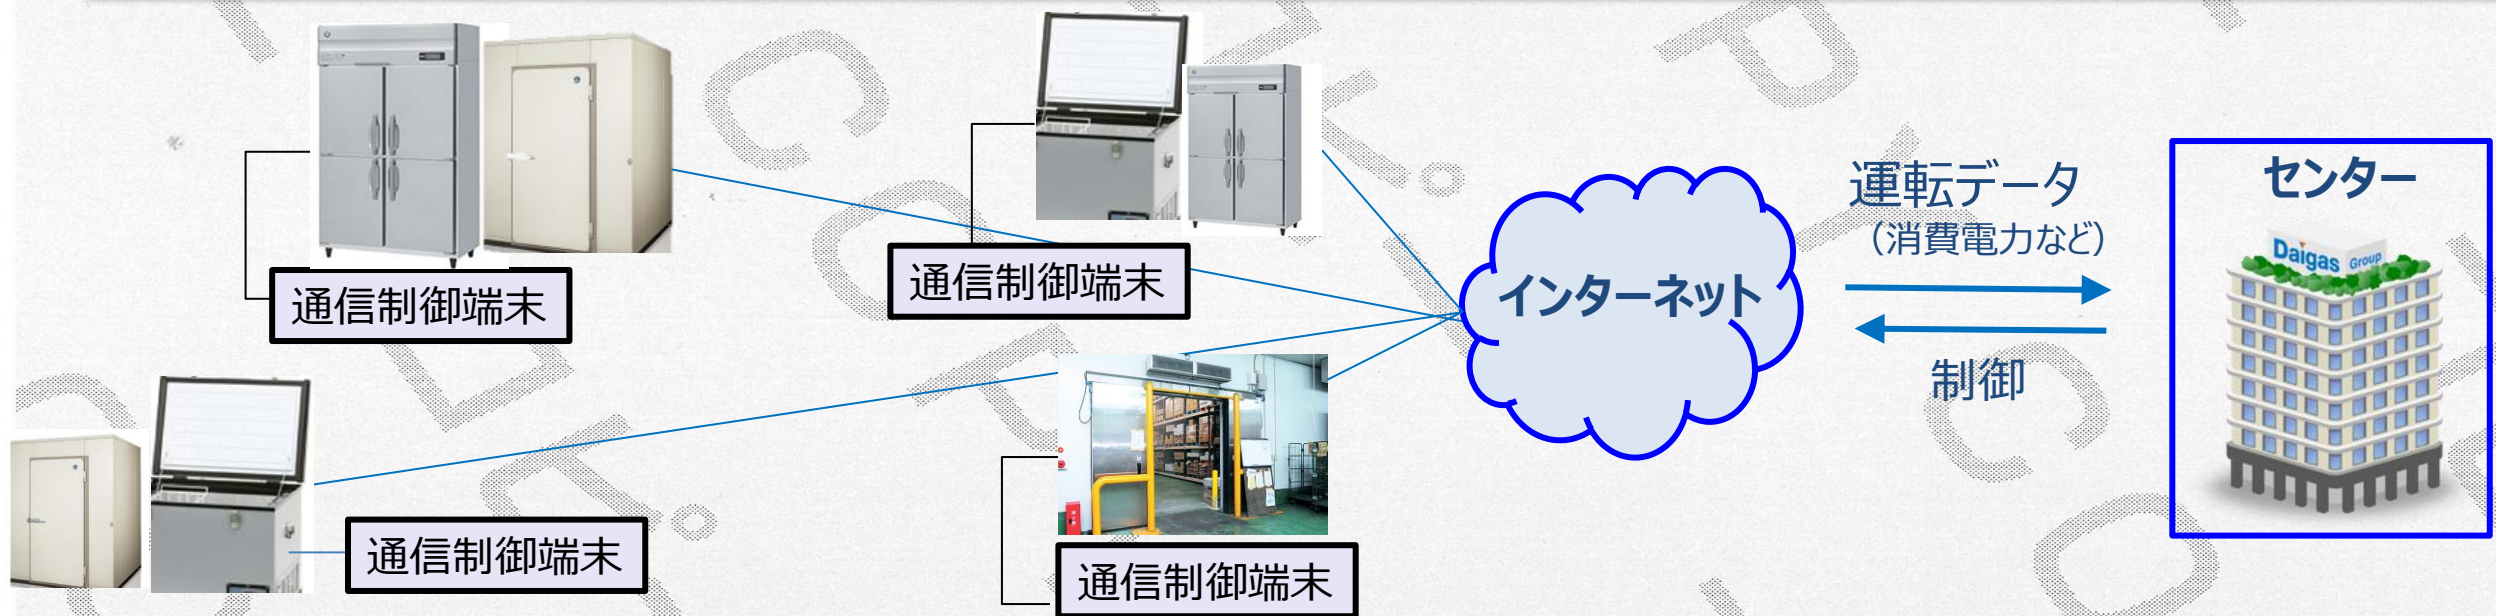 通信制御端末
通信制御端末
通信制御端末
通信制御端末
インターネット
運転データ
（消費電力など）
制御
センター
Daigas Group